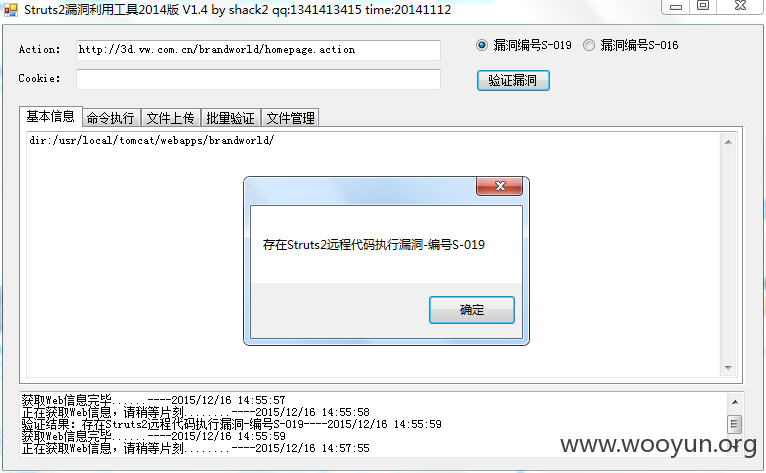 Struts2漏洞利用工具2014版 V1.4 by shack2 qq:1341413415 time:20141112
Action: http://3d.vw.com.cn/brandworld/homepage.action 漏洞编号S-019 漏洞编号S-016
Cookie: 验证漏洞
基本信息 命令执行 文件上传 批量验证 文件管理
dir:/usr/local/tomcat/webapps/brandworld/
存在Struts2远程代码执行漏洞-编号S-019
确定
获取Web信息完毕......----2015/12/16 14:55:57
正在获取Web信息，请稍等片刻........----2015/12/16 14:55:58
验证结果：存在Struts2远程代码执行漏洞-编号S-019----2015/12/16 14:55:59
获取Web信息完毕......----2015/12/16 14:55:59
正在获取Web信息，请稍等片刻........----2015/12/16 14:57:55
www.wooyun.org